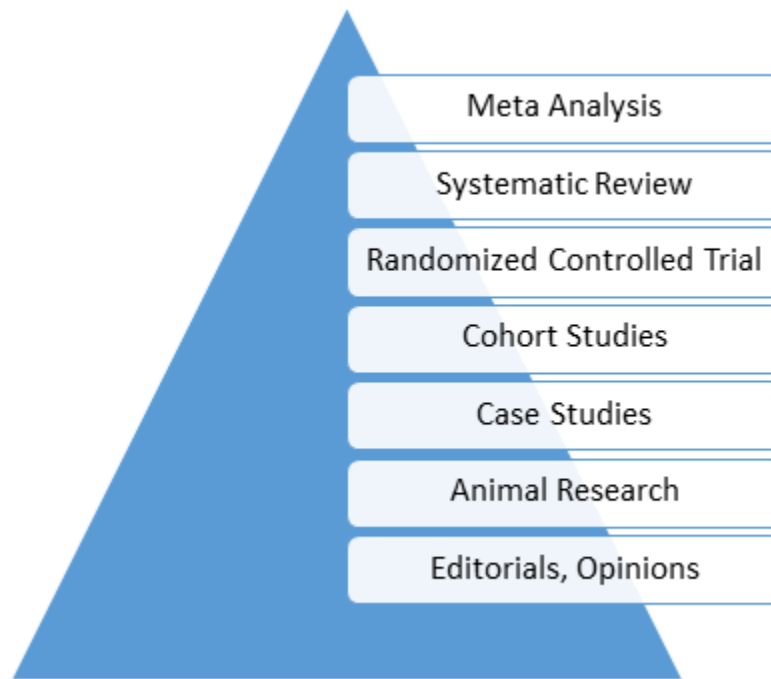 Meta Analysis
Systematic Review
Randomized Controlled Trial
Cohort Studies
Case Studies
Animal Research
Editorials, Opinions